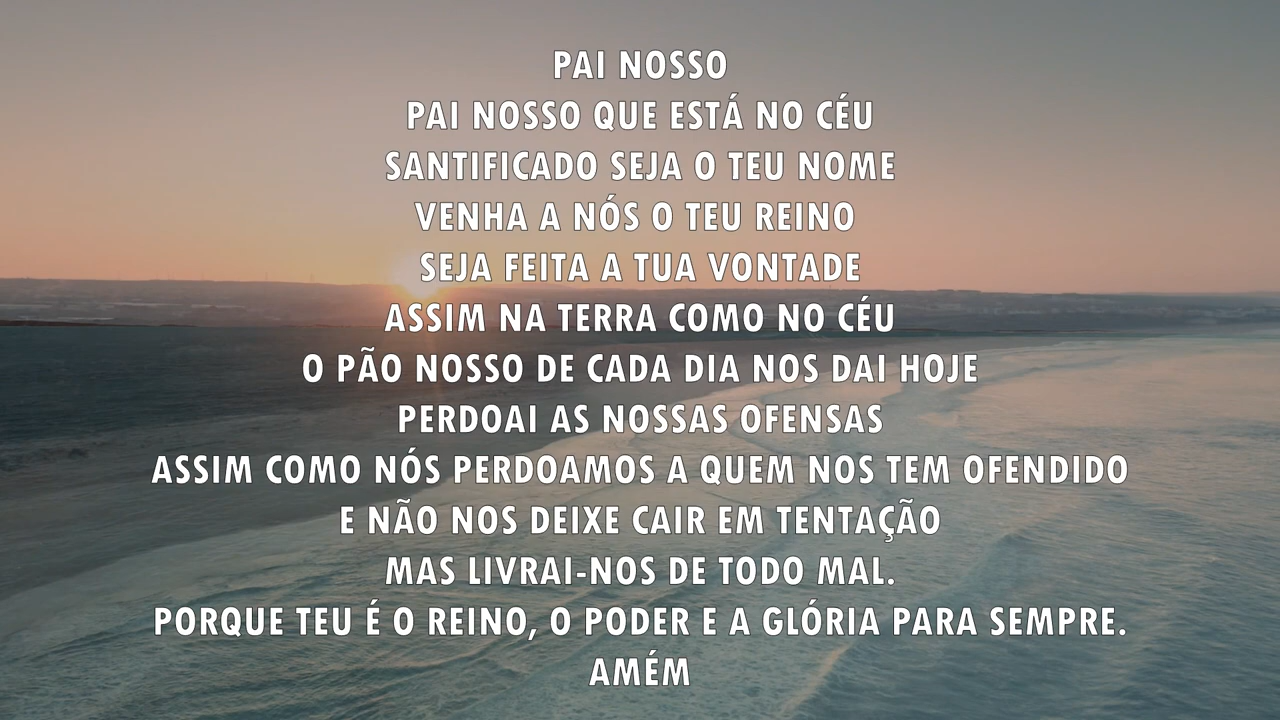 PAI NOSSO
PAI NOSSO QUE ESTÁ NO CÉU
SANTIFICADO SEJA O TEU NOME
VENHA A NÓS O TEU REINO
SEJA FEITA A TUA VONTADE
ASSIM NA TERRA COMO NO CÉU
O PÃO NOSSO DE CADA DIA NOS DAI HOJE
PERDOAI AS NOSSAS OFENSAS
ASSIM COMO NÓS PERDOAMOS A QUEM NOS TEM OFENDIDO
E NÃO NOS DEIXE CAIR EM TENTAÇÃO
MAS LIVRAI-NOS DE TODO MAL.
PORQUE TEU É O REINO, O PODER E A GLÓRIA PARA SEMPRE.
AMÉM